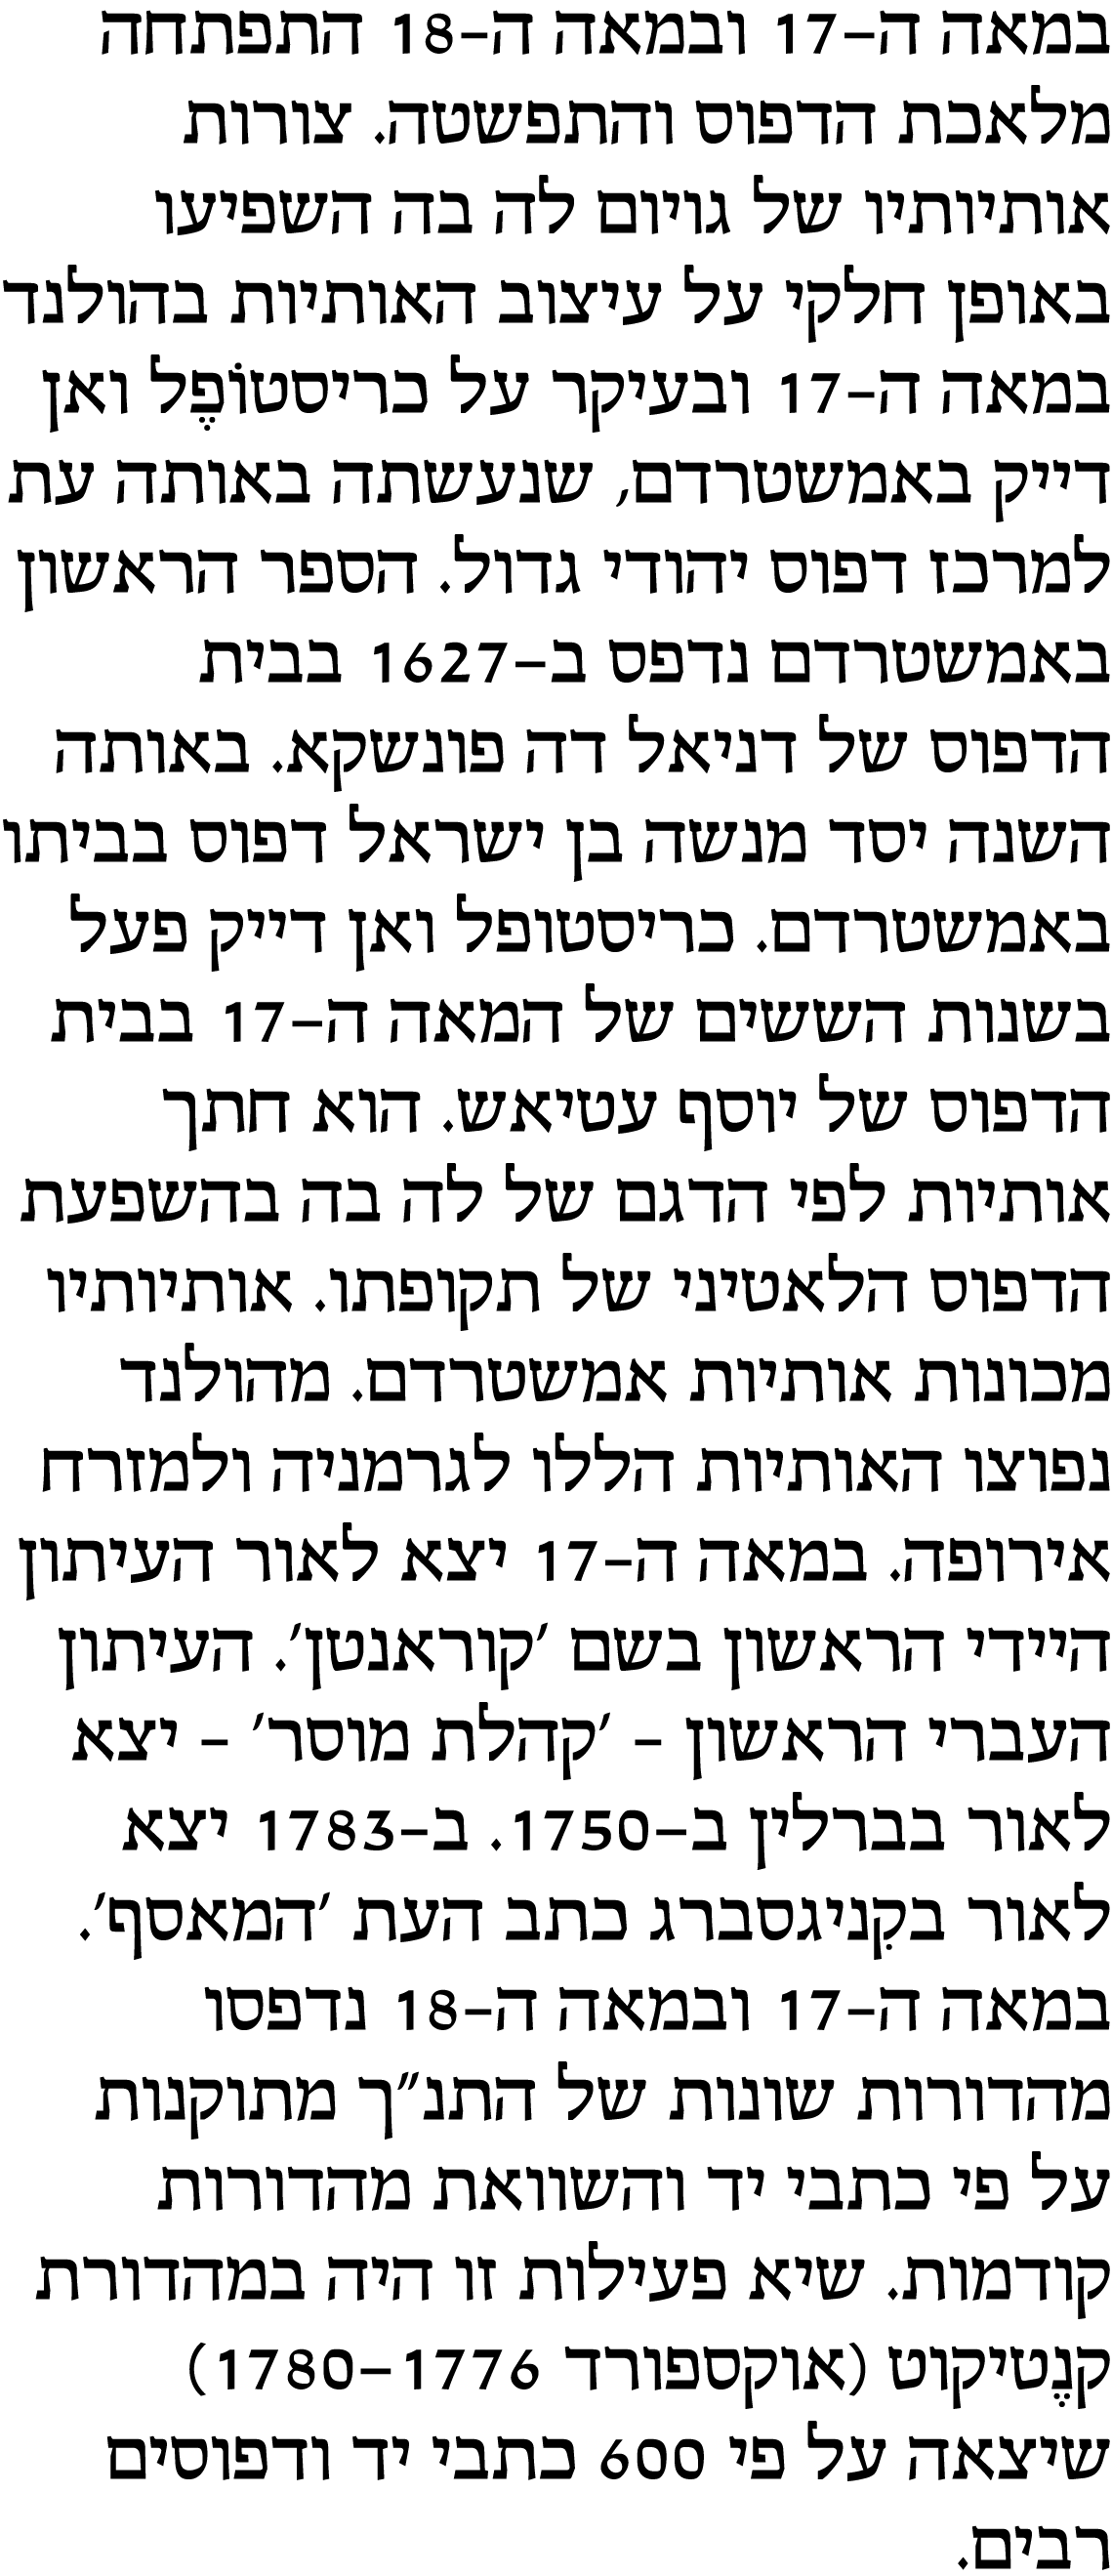 במאה ה–17 ובמאה ה–18 התפתחה
מלאכת הדפוס והתפשטה. צורות
אותיותיו של גויום לה בה השפיעו
באופן חלקי על עיצוב האותיות בהולנד
במאה ה–17 ובעיקר על כריסטוֹפֶל ואן
דייק באמשטרדם, שנעשתה באותה עת
למרכז דפוס יהודי גדול. הספר הראשון
באמשטרדם נדפס ב–1627 בבית
הדפוס של דניאל דה פונשקא. באותה
השנה יסד מנשה בן ישראל דפוס בביתו
באמשטרדם. כריסטופל ואן דייק פעל
בשנות הששים של המאה ה–17 בבית
הדפוס של יוסף עטיאש. הוא חתך
אותיות לפי הדגם של לה בה בהשפעת
הדפוס הלאטיני של תקופתו. אותיותיו
מכונות אותיות אמשטרדם. מהולנד
נפוצו האותיות הללו לגרמניה ולמזרח
אירופה. במאה ה–17 יצא לאור העיתון
היידי הראשון בשם ׳קוראנטן׳. העיתון
העברי הראשון – ׳קהלת מוסר׳ – יצא
לאור בברלין ב–1750. ב–1783 יצא
לאור בקִניגסברג כתב העת ׳המאסף׳.
במאה ה–17 ובמאה ה–18 נדפסו
מהדורות שונות של התנ״ך מתוקנות
על פי כתבי יד והשוואת מהדורות
קודמות. שיא פעילות זו היה במהדורת
קנֶטיקוט (אוקספורד 1776–1780)
שיצאה על פי 600 כתבי יד ודפוסים
רבים.